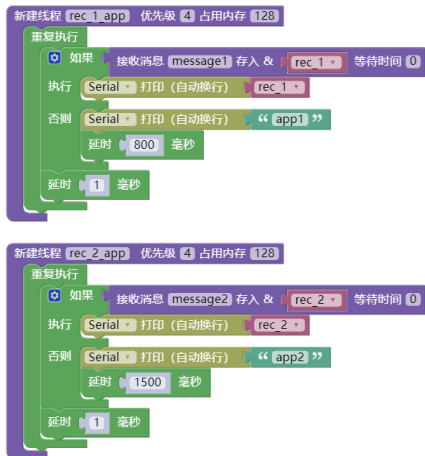 新建线程 rec_1_app 优先级 4 占用内存 128
重复执行
如果 接收消息 message1 存入 & rec_1 等待时间 0
执行 Serial 打印（自动换行） rec_1
否则 Serial 打印（自动换行） “ app1 ”
延时 800 毫秒
延时 1 毫秒
新建线程 rec_2_app 优先级 4 占用内存 128
重复执行
如果 接收消息 message2 存入 & rec_2 等待时间 0
执行 Serial 打印（自动换行） rec_2
否则 Serial 打印（自动换行） “ app2 ”
延时 1500 毫秒
延时 1 毫秒